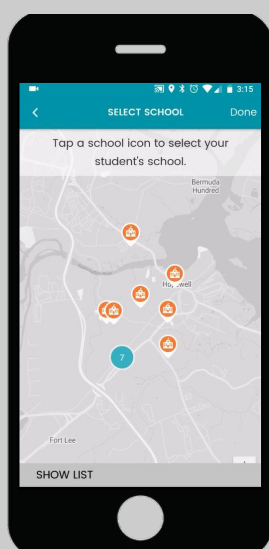 3:15
SELECT SCHOOL
Done
Tap a school icon to select your
student's school.
Bermuda
Hundred
Hopewell
7
Fort Lee
SHOW LIST